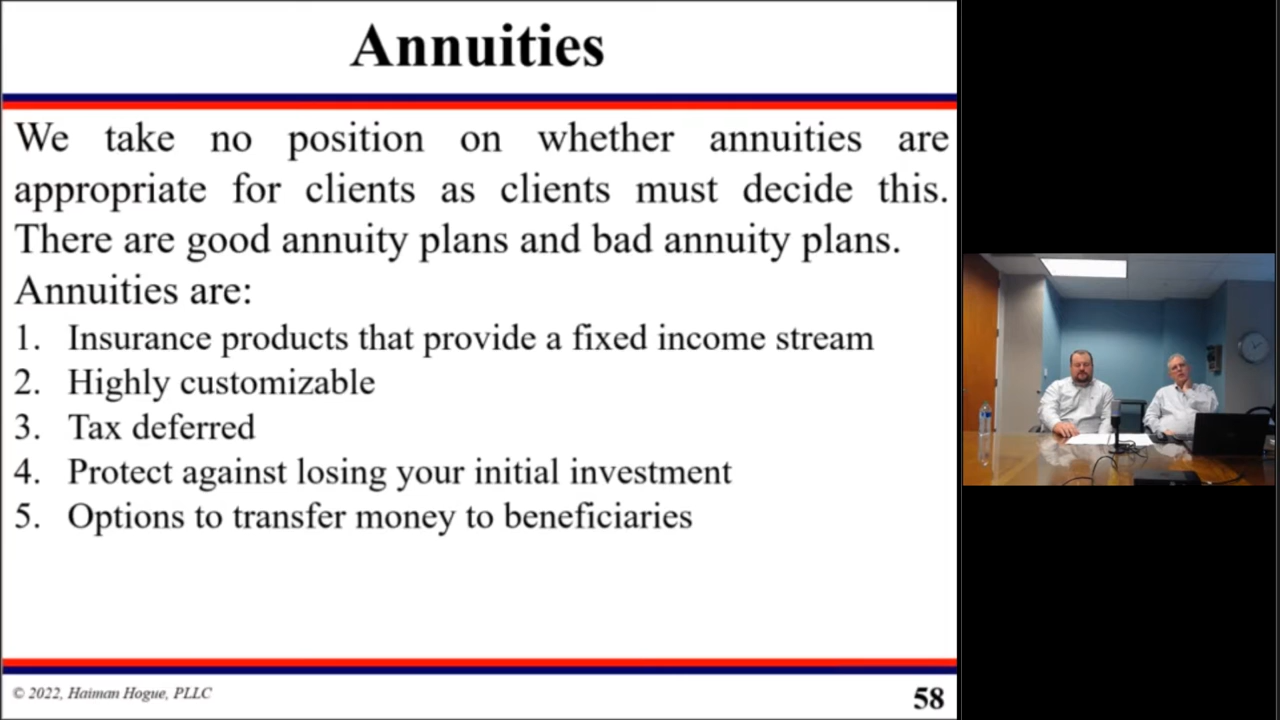 Annuities
We take no position on whether annuities are
appropriate for clients as clients must decide this.
There are good annuity plans and bad annuity plans.
Annuities are:
1. Insurance products that provide a fixed income stream
2. Highly customizable
3. Tax deferred
4. Protect against losing your initial investment
5. Options to transfer money to beneficiaries
© 2022, Haiman Hogue, PLLC
58